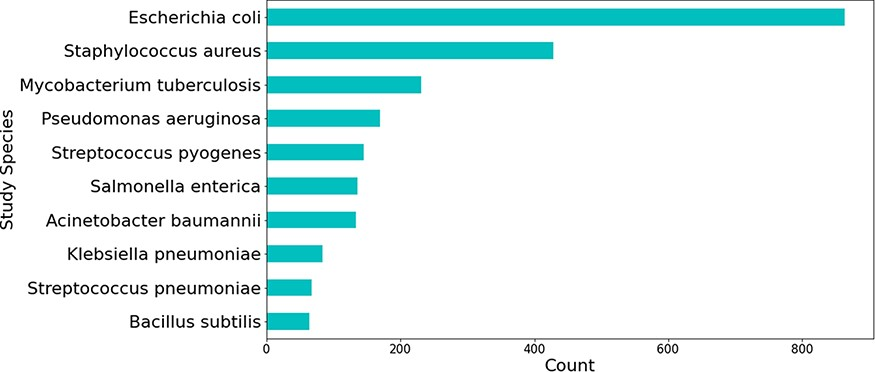 Study Species
Escherichia coli
Staphylococcus aureus
Mycobacterium tuberculosis
Pseudomonas aeruginosa
Streptococcus pyogenes
Salmonella enterica
Acinetobacter baumannii
Klebsiella pneumoniae
Streptococcus pneumoniae
Bacillus subtilis
0 200 400 600 800
Count